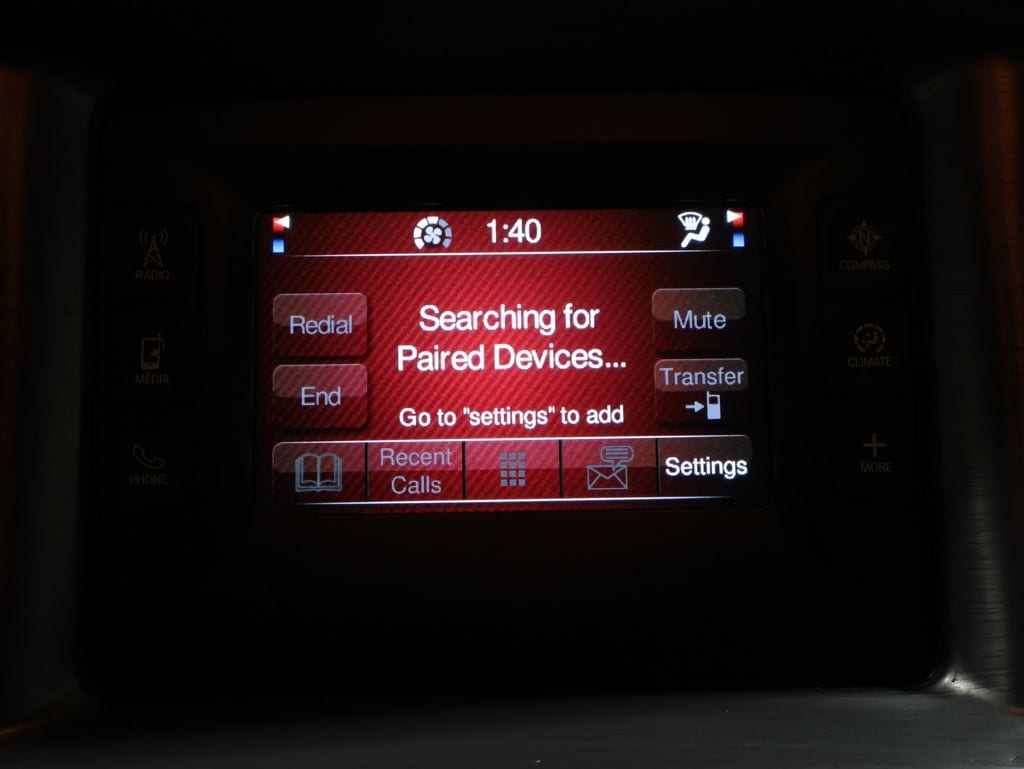 1:40
RADIO
MEDIA
PHONE
Redial
End
Searching for
Paired Devices...
Go to "settings" to add
Mute
Transfer
Recent
Calls
Settings
N
COMPASS
CLIMATE
MORE